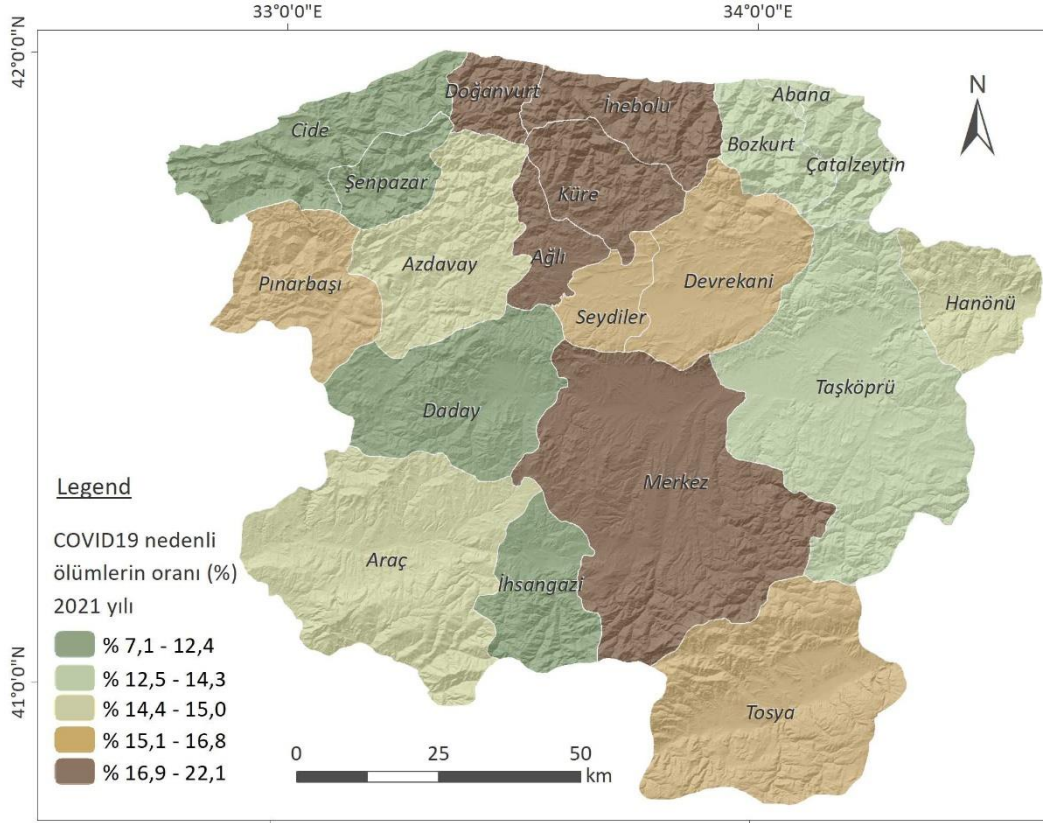 33°0'0"E
34°0'0"E
42°0'0"N
N
Doğanyurt
İnebolu
Abana
Cide
Bozkurt
Çatalzeytin
Şenpazar
Küre
Ağlı
Azdavay
Pınarbaşı
Devrekani
Hanönü
Seydiler
Taşköprü
Daday
Merkez
Araç
İhsangazi
Tosya
41°0'0"N
Legend
COVID19 nedenli
ölümlerin oranı (%)
2021 yılı
% 7,1 - 12,4
% 12,5 - 14,3
% 14,4 - 15,0
% 15,1 - 16,8
% 16,9 - 22,1
0 25 50
km